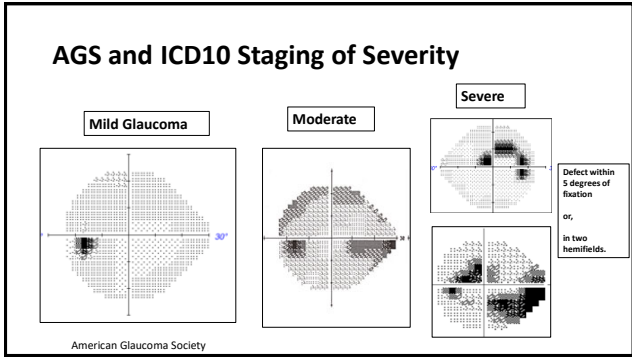 AGS and ICD10 Staging of Severity
Mild Glaucoma
Moderate
Severe
30°
Defect within
5 degrees of
fixation
or,
in two
hemifields.
American Glaucoma Society